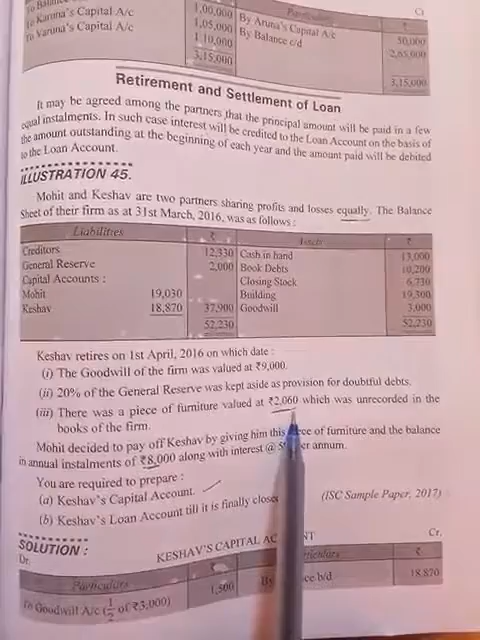 To Karuna's Capital A/c 1,00,000 By Aruna's Capital A/c 50,000
To Varuna's Capital A/c 1,05,000 By Balance c/d 2,65,000
1,10,000
3,15,000 3,15,000
Retirement and Settlement of Loan
It may be agreed among the partners that the principal amount will be paid in a few
equal instalments. In such case interest will be credited to the Loan Account on the basis of
the amount outstanding at the beginning of each year and the amount paid will be debited
to the Loan Account.
ILLUSTRATION 45.
Mohit and Keshav are two partners sharing profits and losses equally. The Balance
Sheet of their firm as at 31st March, 2016, was as follows :
Liabilities ₹ ₹
Creditors 12,330 Cash in hand 13,000
General Reserve 2,000 Book Debts 10,200
Capital Accounts : Closing Stock 6,730
Mohit 19,030 Building 19,300
Keshav 18,870 37,900 Goodwill 3,000
52,230 52,230
Keshav retires on 1st April, 2016 on which date :
(i) The Goodwill of the firm was valued at ₹9,000.
(ii) 20% of the General Reserve was kept aside as provision for doubtful debts.
(iii) There was a piece of furniture valued at ₹2,060 which was unrecorded in the
books of the firm.
Mohit decided to pay off Keshav by giving him this of furniture and the balance
in annual instalments of ₹8,000 along with interest @ annum.
You are required to prepare :
(a) Keshav's Capital Account.
(b) Keshav's Loan Account till it is finally (ISC Sample Paper, 2017)
SOLUTION :
KESHAV'S CAPITAL
Dr. Cr.
Particulars ₹
To Goodwill A/c (1/2 of ₹3,000) 1,500 b/d 18,870